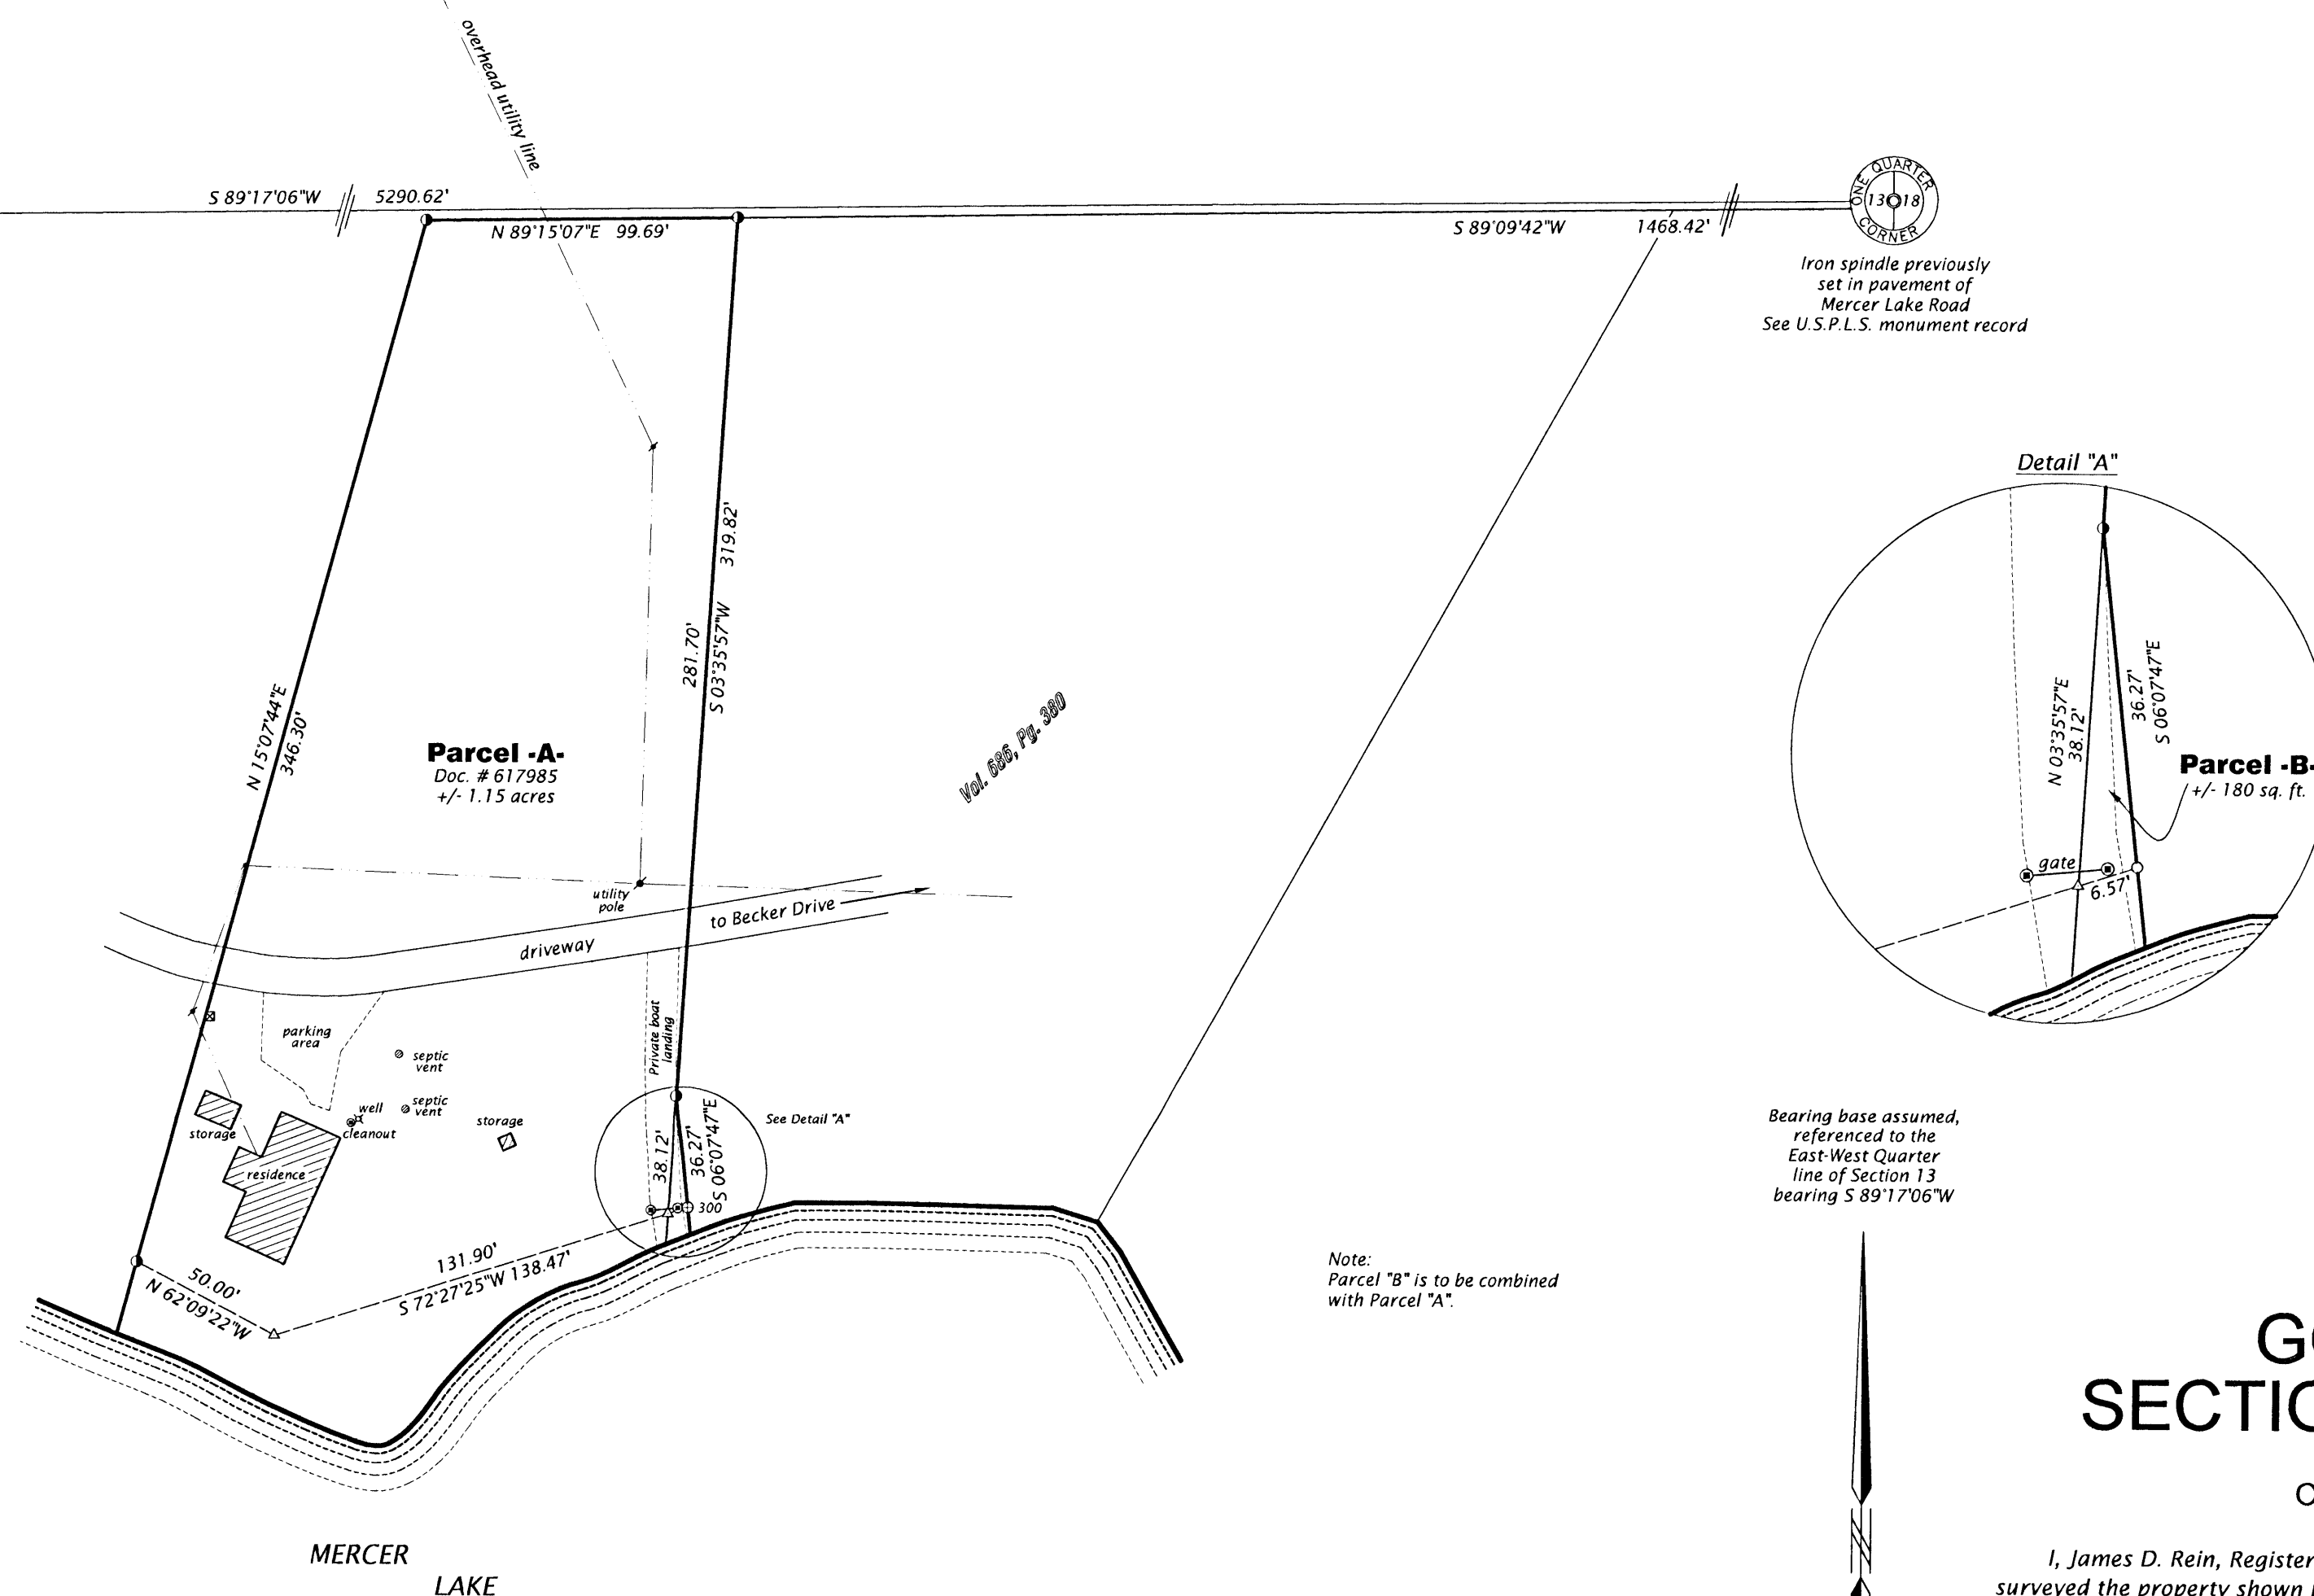 overhead utility line
S 89°17'06"W 5290.62'
N 89°15'07"E 99.69'
S 89°09'42"W 1468.42'
ONE QUARTER
13 18
CORNER
Iron spindle previously
set in pavement of
Mercer Lake Road
See U.S.P.L.S. monument record
Detail "A"
N 03°35'57"E
38.12'
36.27'
S 06°07'47"E
Parcel -B-
+/- 180 sq. ft.
gate
6.57'
319.82'
281.70'
S 03°35'57"W
N 15°07'44"E
346.30'
Parcel -A-
Doc. # 617985
+/- 1.15 acres
Vol. 686, Pg. 380
utility
pole
to Becker Drive
driveway
Private boat
landing
parking
area
septic
vent
septic
vent
well
cleanout
storage
storage
residence
See Detail "A"
38.12'
36.27'
S 06°07'47"E
300
131.90'
S 72°27'25"W 138.47'
50.00'
N 62°09'22"W
Bearing base assumed,
referenced to the
East-West Quarter
line of Section 13
bearing S 89°17'06"W
Note:
Parcel "B" is to be combined
with Parcel "A".
MERCER
LAKE
SECTIO
I, James D. Rein, Register
surveyed the property shown